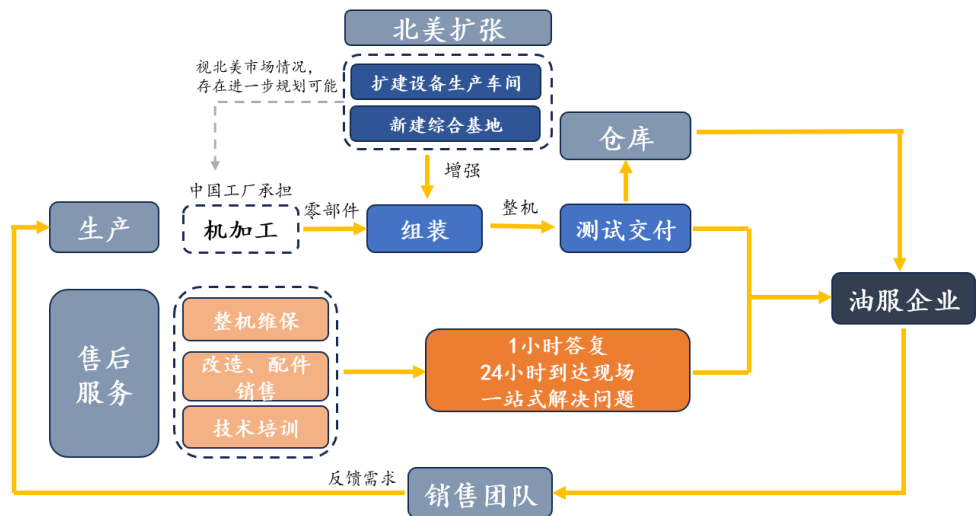 北美扩张
视北美市场情况，
存在进一步规划可能
扩建设备生产车间
新建综合基地
仓库
增强
中国工厂承担
生产
机加工
零部件
组装
整机
测试交付
油服企业
售后
服务
整机维保
改造、配件
销售
技术培训
1小时答复
24小时到达现场
一站式解决问题
反馈需求
销售团队